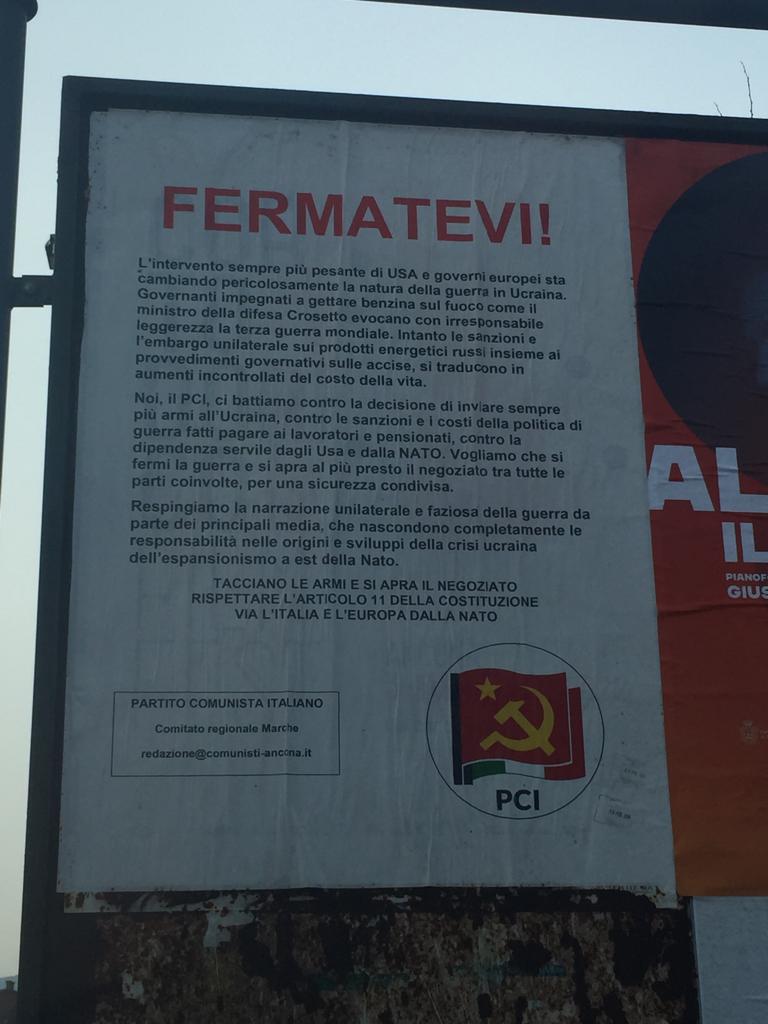 FERMATEVI!
L'intervento sempre più pesante di USA e governi europei sta
cambiando pericolosamente la natura della guerra in Ucraina.
Governanti impegnati a gettare benzina sul fuoco come il
ministro della difesa Crosetto evocano con irresponsabile
leggerezza la terza guerra mondiale. Intanto le sanzioni e
l'embargo unilaterale sui prodotti energetici russi insieme ai
provvedimenti governativi sulle accise, si traducono in
aumenti incontrollati del costo della vita.
Noi, il PCI, ci battiamo contro la decisione di inviare sempre
più armi all'Ucraina, contro le sanzioni e i costi della politica di
guerra fatti pagare ai lavoratori e pensionati, contro la
dipendenza servile dagli Usa e dalla NATO. Vogliamo che si
fermi la guerra e si apra al più presto il negoziato tra tutte le
parti coinvolte, per una sicurezza condivisa.
Respingiamo la narrazione unilaterale e faziosa della guerra da
parte dei principali media, che nascondono completamente le
responsabilità nelle origini e sviluppi della crisi ucraina
dell'espansionismo a est della Nato.
TACCIANO LE ARMI E SI APRA IL NEGOZIATO
RISPETTARE L'ARTICOLO 11 DELLA COSTITUZIONE
VIA L'ITALIA E L'EUROPA DALLA NATO
PARTITO COMUNISTA ITALIANO
Comitato regionale Marche
redazione@comunisti-ancona.it
PCI
AL
IL
PIANOF
GIUS